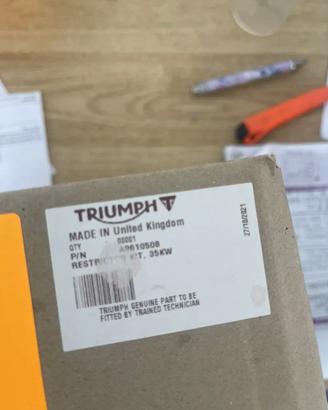 TRIUMPH
MADE IN United Kingdom
QTY 00001
P/N A9610508
RESTRICTOR KIT, 35KW
TRIUMPH GENUINE PART TO BE
FITTED BY TRAINED TECHNICIAN
27/10/2021